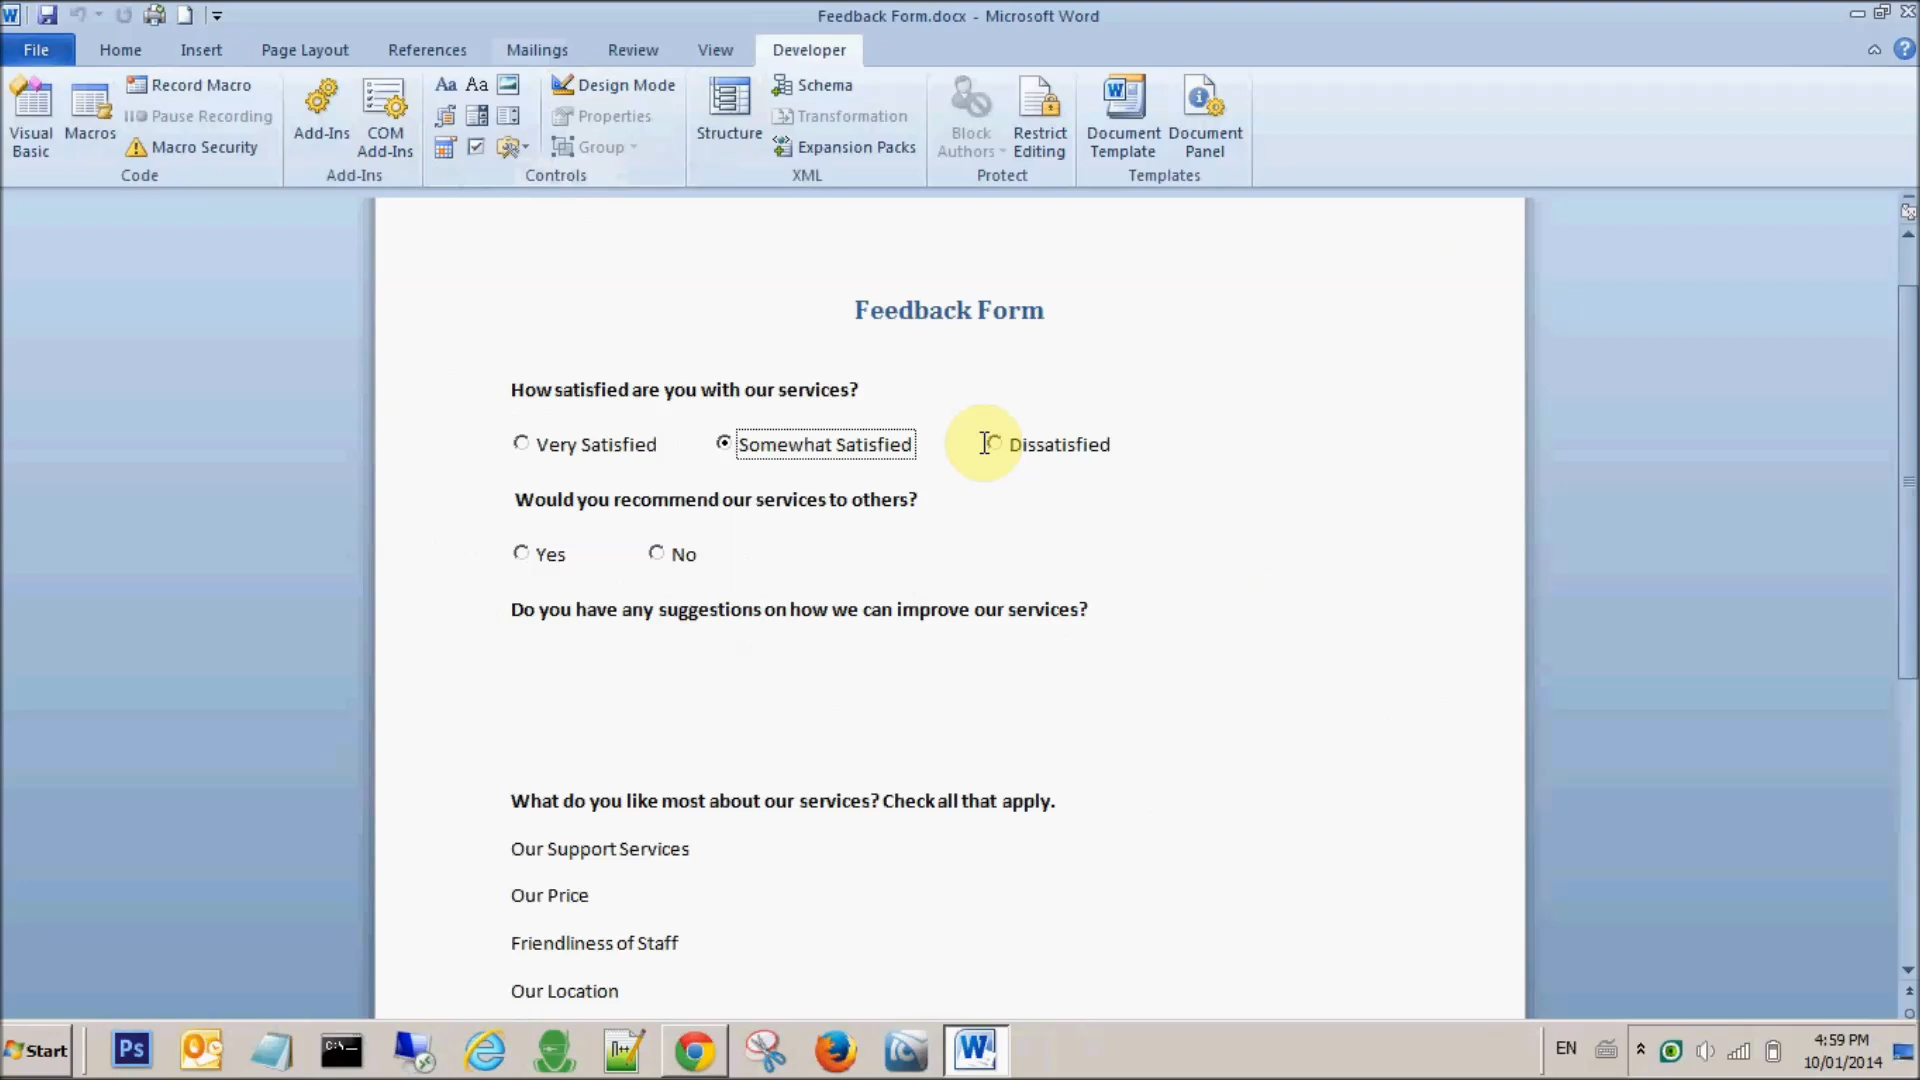 Feedback Form.docx - Microsoft Word
File Home Insert Page Layout References Mailings Review View Developer
Visual Basic
Macros
Record Macro
Pause Recording
Macro Security
Code
Add-Ins
COM Add-Ins
Add-Ins
Aa Aa
Design Mode
Properties
Group
Controls
Structure
Schema
Transformation
Expansion Packs
XML
Block Authors
Restrict Editing
Protect
Document Template
Document Panel
Templates
Feedback Form
How satisfied are you with our services?
Very Satisfied Somewhat Satisfied Dissatisfied
Would you recommend our services to others?
Yes No
Do you have any suggestions on how we can improve our services?
What do you like most about our services? Check all that apply.
Our Support Services
Our Price
Friendliness of Staff
Our Location
Start
Ps
EN
4:59 PM
10/01/2014